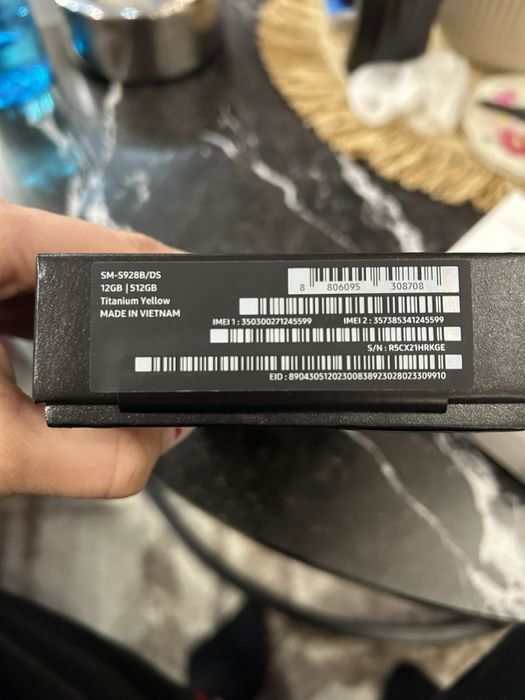 SM-S928B/DS
12GB | 512GB
Titanium Yellow
MADE IN VIETNAM
8 806095 308708
IMEI 1 : 350300271245599 IMEI 2 : 357385341245599
S/N : R5CX21HRKGE
EID : 89043051202300838923028023309910